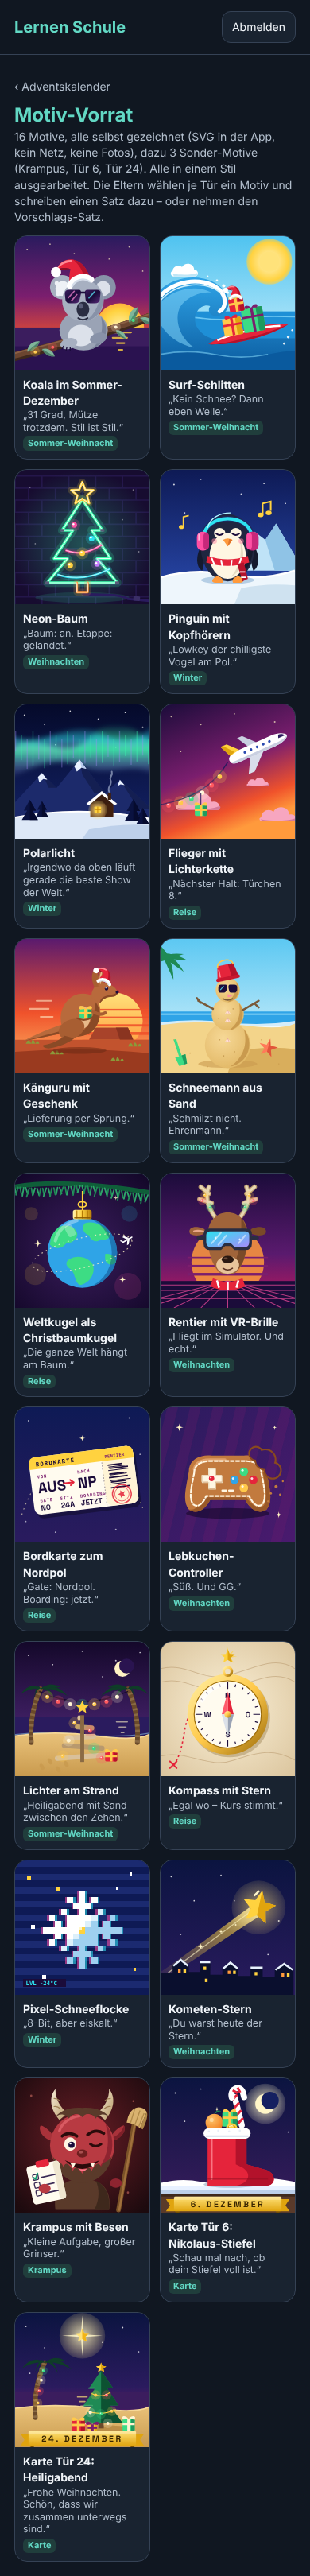 Lernen Schule
Abmelden
‹ Adventskalender
Motiv-Vorrat
16 Motive, alle selbst gezeichnet (SVG in der App,
kein Netz, keine Fotos), dazu 3 Sonder-Motive
(Krampus, Tür 6, Tür 24). Alle in einem Stil
ausgearbeitet. Die Eltern wählen je Tür ein Motiv und
schreiben einen Satz dazu – oder nehmen den
Vorschlags-Satz.
Koala im Sommer-
Dezember
„31 Grad, Mütze
trotzdem. Stil ist Stil.“
Sommer-Weihnacht
Surf-Schlitten
„Kein Schnee? Dann
eben Welle.“
Sommer-Weihnacht
Neon-Baum
„Baum: an. Etappe:
gelandet.“
Weihnachten
Pinguin mit
Kopfhörern
„Lowkey der chilligste
Vogel am Pol.“
Winter
Polarlicht
„Irgendwo da oben läuft
gerade die beste Show
der Welt.“
Winter
Flieger mit
Lichterkette
„Nächster Halt: Türchen
8.“
Reise
Känguru mit
Geschenk
„Lieferung per Sprung.“
Sommer-Weihnacht
Schneemann aus
Sand
„Schmilzt nicht.
Ehrenmann.“
Sommer-Weihnacht
Weltkugel als
Christbaumkugel
„Die ganze Welt hängt
am Baum.“
Reise
Rentier mit VR-Brille
„Fliegt im Simulator. Und
echt.“
Weihnachten
BORDKARTE
RENTIER
VON
NACH
AUS
NP
GATE
SITZ
BOARDING
NO
24A
JETZT
Bordkarte zum
Nordpol
„Gate: Nordpol.
Boarding: jetzt.“
Reise
Lebkuchen-
Controller
„Süß. Und GG.“
Weihnachten
Lichter am Strand
„Heiligabend mit Sand
zwischen den Zehen.“
Sommer-Weihnacht
N
W
O
S
Kompass mit Stern
„Egal wo – Kurs stimmt.“
Reise
LVL -24°C
Pixel-Schneeflocke
„8-Bit, aber eiskalt.“
Winter
Kometen-Stern
„Du warst heute der
Stern.“
Weihnachten
Krampus mit Besen
„Kleine Aufgabe, großer
Grinser.“
Krampus
6. DEZEMBER
Karte Tür 6:
Nikolaus-Stiefel
„Schau mal nach, ob
dein Stiefel voll ist.“
Karte
24. DEZEMBER
Karte Tür 24:
Heiligabend
„Frohe Weihnachten.
Schön, dass wir
zusammen unterwegs
sind.“
Karte